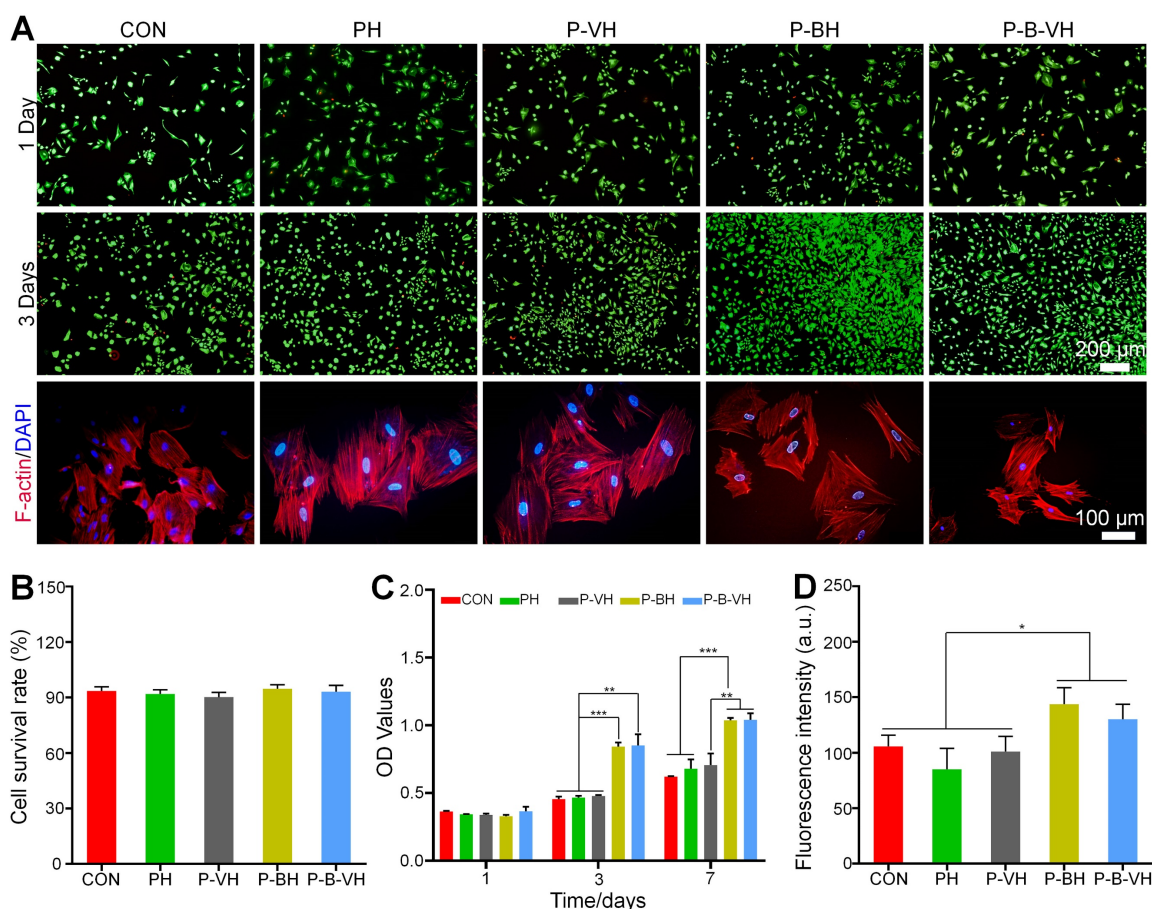 A
CON PH P-VH P-BH P-B-VH
1 Day
3 Days
200 µm
F-actin/DAPI
100 µm
B
Cell survival rate (%)
150
120
90
60
30
0
CON PH P-VH P-BH P-B-VH
C
OD Values
2.0
1.5
1.0
0.5
0.0
CON PH P-VH P-BH P-B-VH
***
**
***
**
1 3 7
Time/days
D
Fluorescence intensity (a.u.)
250
200
150
100
50
0
*
CON PH P-VH P-BH P-B-VH